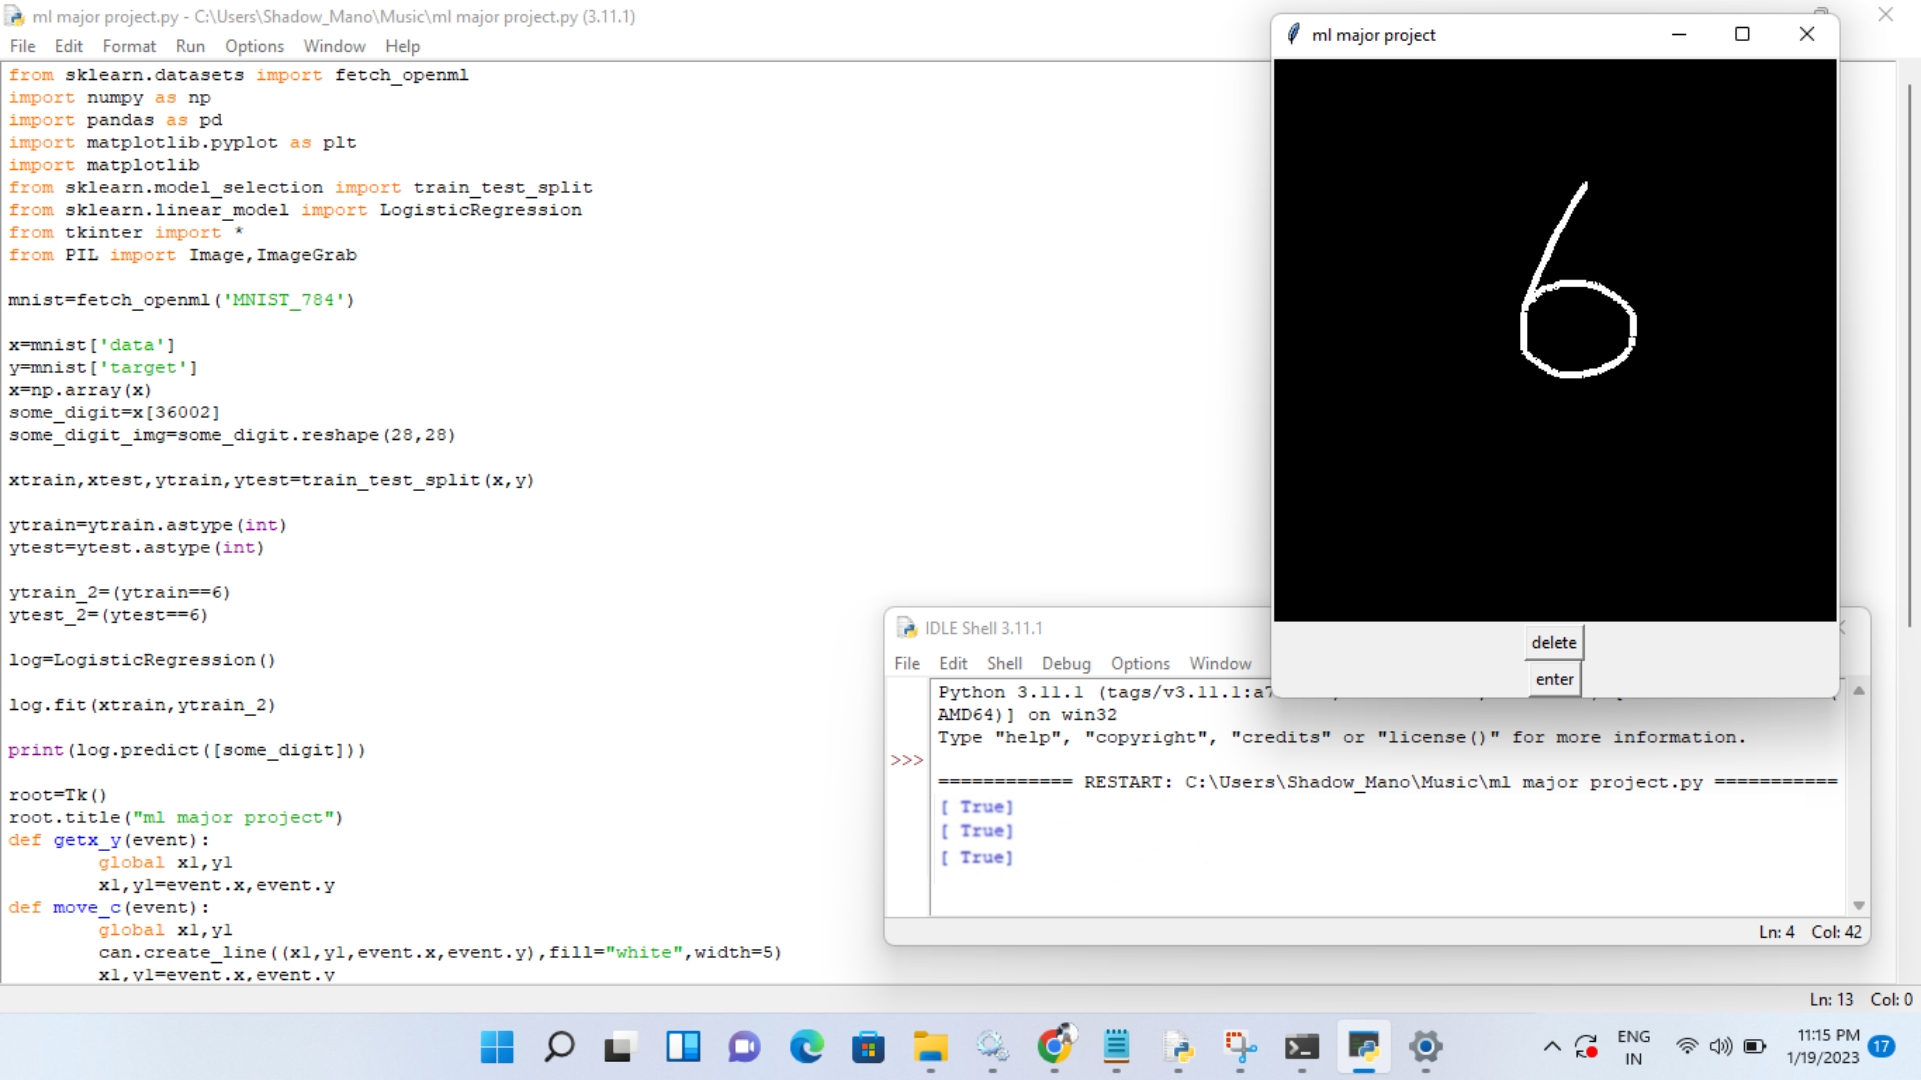 ml major project.py - C:\Users\Shadow_Mano\Music\ml major project.py (3.11.1)
File Edit Format Run Options Window Help
from sklearn.datasets import fetch_openml
import numpy as np
import pandas as pd
import matplotlib.pyplot as plt
import matplotlib
from sklearn.model_selection import train_test_split
from sklearn.linear_model import LogisticRegression
from tkinter import *
from PIL import Image,ImageGrab
mnist=fetch_openml('MNIST_784')
x=mnist['data']
y=mnist['target']
x=np.array(x)
some_digit=x[36002]
some_digit_img=some_digit.reshape(28,28)
xtrain,xtest,ytrain,ytest=train_test_split(x,y)
ytrain=ytrain.astype(int)
ytest=ytest.astype(int)
ytrain_2=(ytrain==6)
ytest_2=(ytest==6)
log=LogisticRegression()
log.fit(xtrain,ytrain_2)
print(log.predict([some_digit]))
root=Tk()
root.title("ml major project")
def getx_y(event):
global x1,y1
x1,y1=event.x,event.y
def move_c(event):
global x1,y1
can.create_line((x1,y1,event.x,event.y),fill="white",width=5)
x1,y1=event.x,event.y
Ln: 13 Col: 0
ml major project
6
delete
enter
IDLE Shell 3.11.1
File Edit Shell Debug Options Window
Python 3.11.1 (tags/v3.11.1:a7
AMD64)] on win32
Type "help", "copyright", "credits" or "license()" for more information.
>>>
============ RESTART: C:\Users\Shadow_Mano\Music\ml major project.py ===========
[ True]
[ True]
[ True]
Ln: 4 Col: 42
ENG
IN
11:15 PM
1/19/2023
17